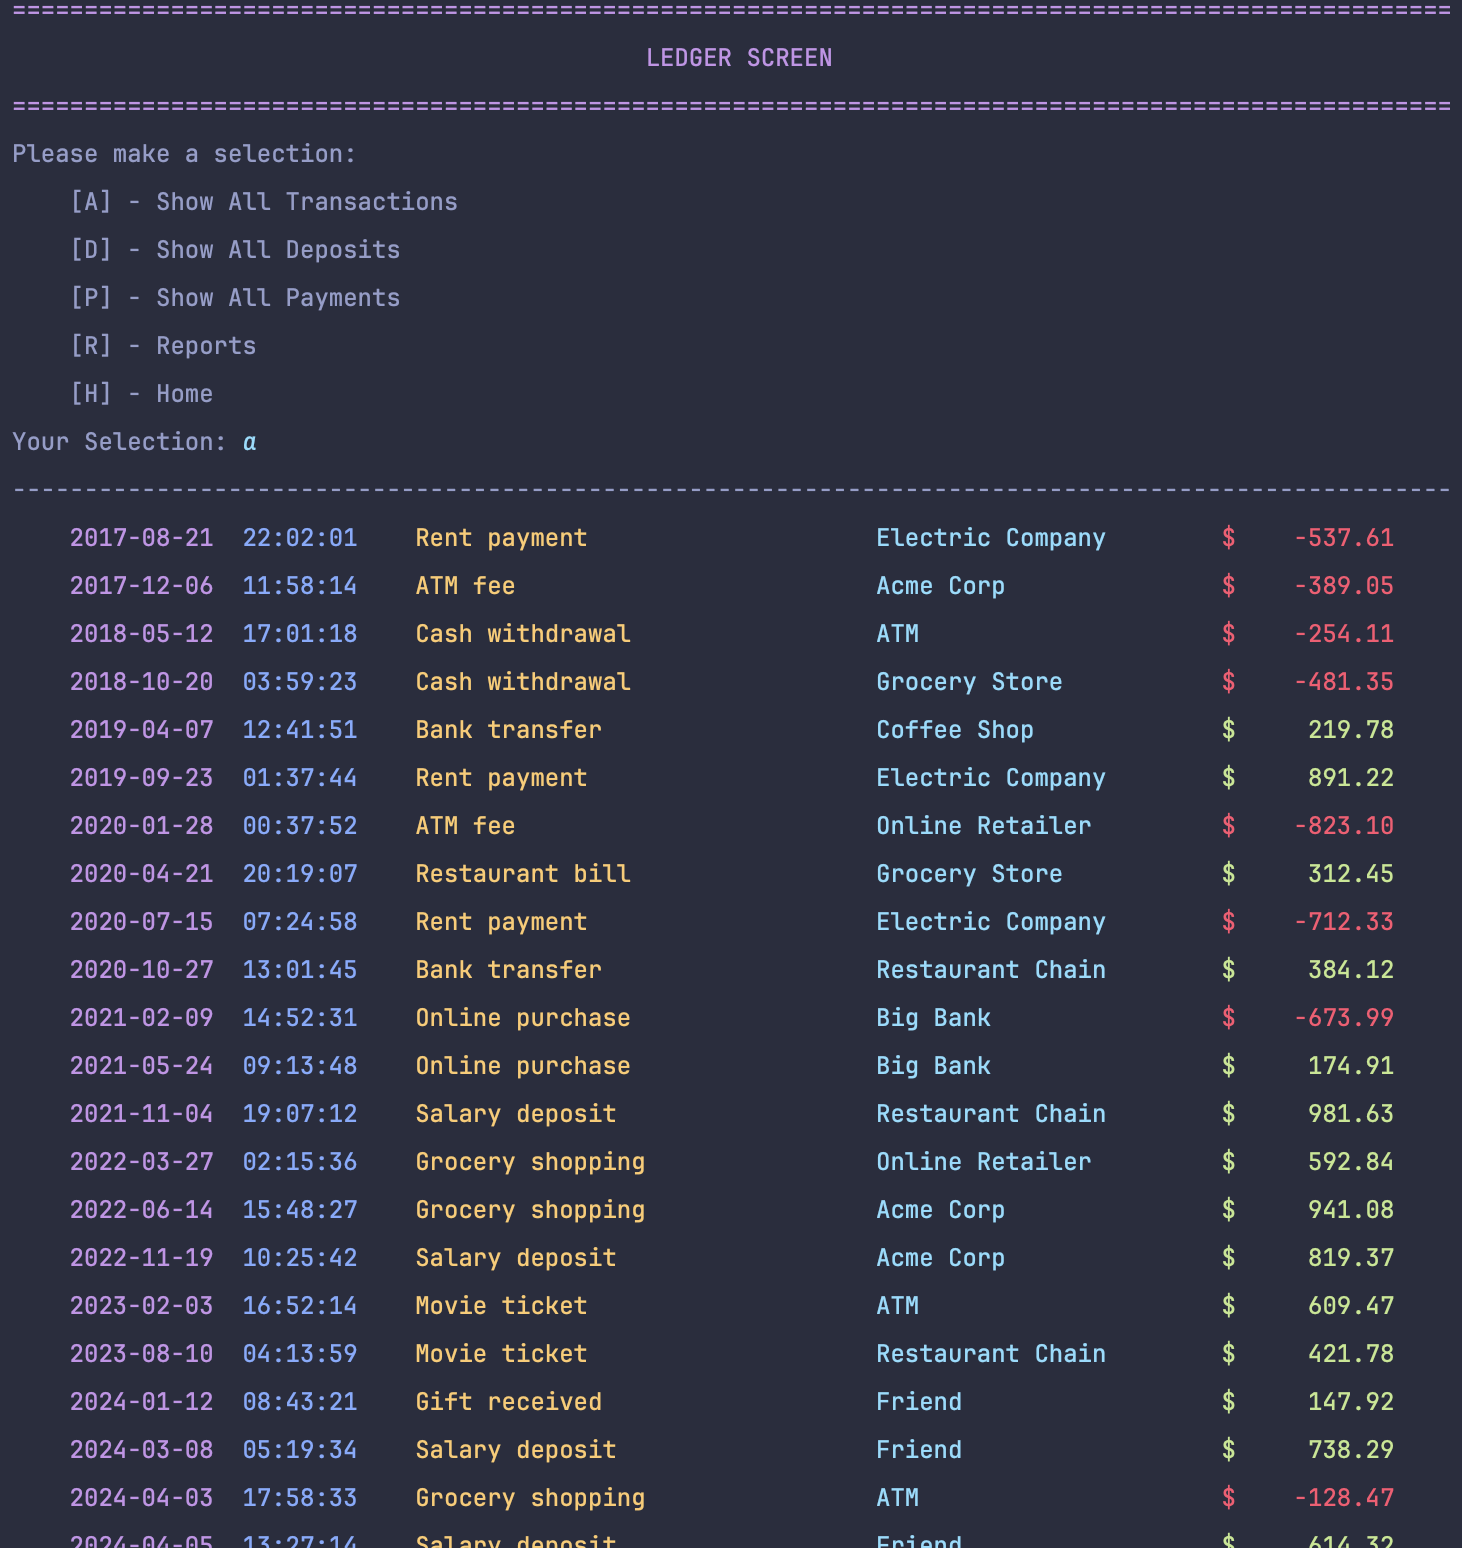 ====================================================================================================
LEDGER SCREEN
====================================================================================================
Please make a selection:
[A] - Show All Transactions
[D] - Show All Deposits
[P] - Show All Payments
[R] - Reports
[H] - Home
Your Selection: a
----------------------------------------------------------------------------------------------------
2017-08-21 22:02:01 Rent payment Electric Company $ -537.61
2017-12-06 11:58:14 ATM fee Acme Corp $ -389.05
2018-05-12 17:01:18 Cash withdrawal ATM $ -254.11
2018-10-20 03:59:23 Cash withdrawal Grocery Store $ -481.35
2019-04-07 12:41:51 Bank transfer Coffee Shop $ 219.78
2019-09-23 01:37:44 Rent payment Electric Company $ 891.22
2020-01-28 00:37:52 ATM fee Online Retailer $ -823.10
2020-04-21 20:19:07 Restaurant bill Grocery Store $ 312.45
2020-07-15 07:24:58 Rent payment Electric Company $ -712.33
2020-10-27 13:01:45 Bank transfer Restaurant Chain $ 384.12
2021-02-09 14:52:31 Online purchase Big Bank $ -673.99
2021-05-24 09:13:48 Online purchase Big Bank $ 174.91
2021-11-04 19:07:12 Salary deposit Restaurant Chain $ 981.63
2022-03-27 02:15:36 Grocery shopping Online Retailer $ 592.84
2022-06-14 15:48:27 Grocery shopping Acme Corp $ 941.08
2022-11-19 10:25:42 Salary deposit Acme Corp $ 819.37
2023-02-03 16:52:14 Movie ticket ATM $ 609.47
2023-08-10 04:13:59 Movie ticket Restaurant Chain $ 421.78
2024-01-12 08:43:21 Gift received Friend $ 147.92
2024-03-08 05:19:34 Salary deposit Friend $ 738.29
2024-04-03 17:58:33 Grocery shopping ATM $ -128.47
2024-04-05 13:27:14 Salary deposit Friend $ 614.32